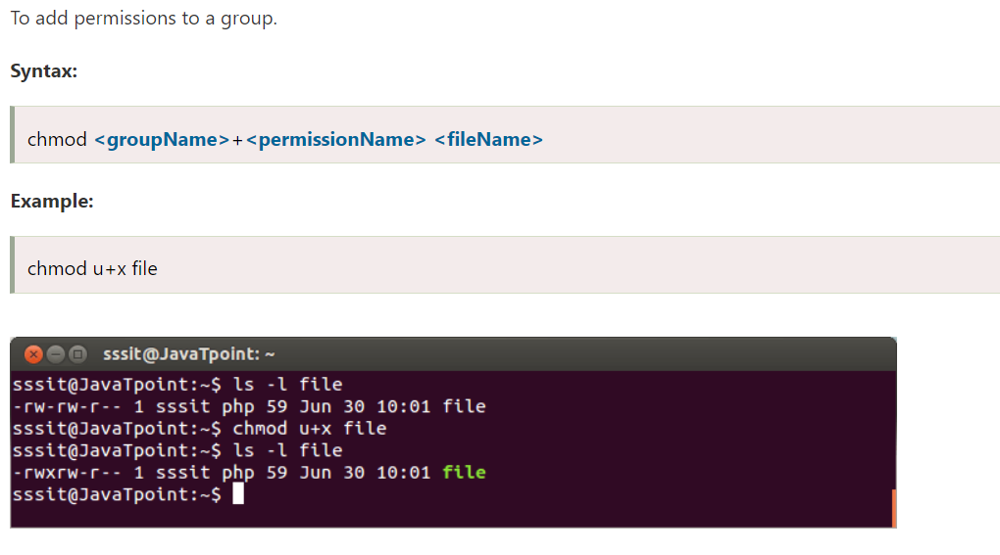 To add permissions to a group.
Syntax:
chmod <groupName>+<permissionName> <fileName>
Example:
chmod u+x file
sssit@JavaTpoint: ~
sssit@JavaTpoint:~$ ls -l file
-rw-rw-r-- 1 sssit php 59 Jun 30 10:01 file
sssit@JavaTpoint:~$ chmod u+x file
sssit@JavaTpoint:~$ ls -l file
-rwxrw-r-- 1 sssit php 59 Jun 30 10:01 file
sssit@JavaTpoint:~$